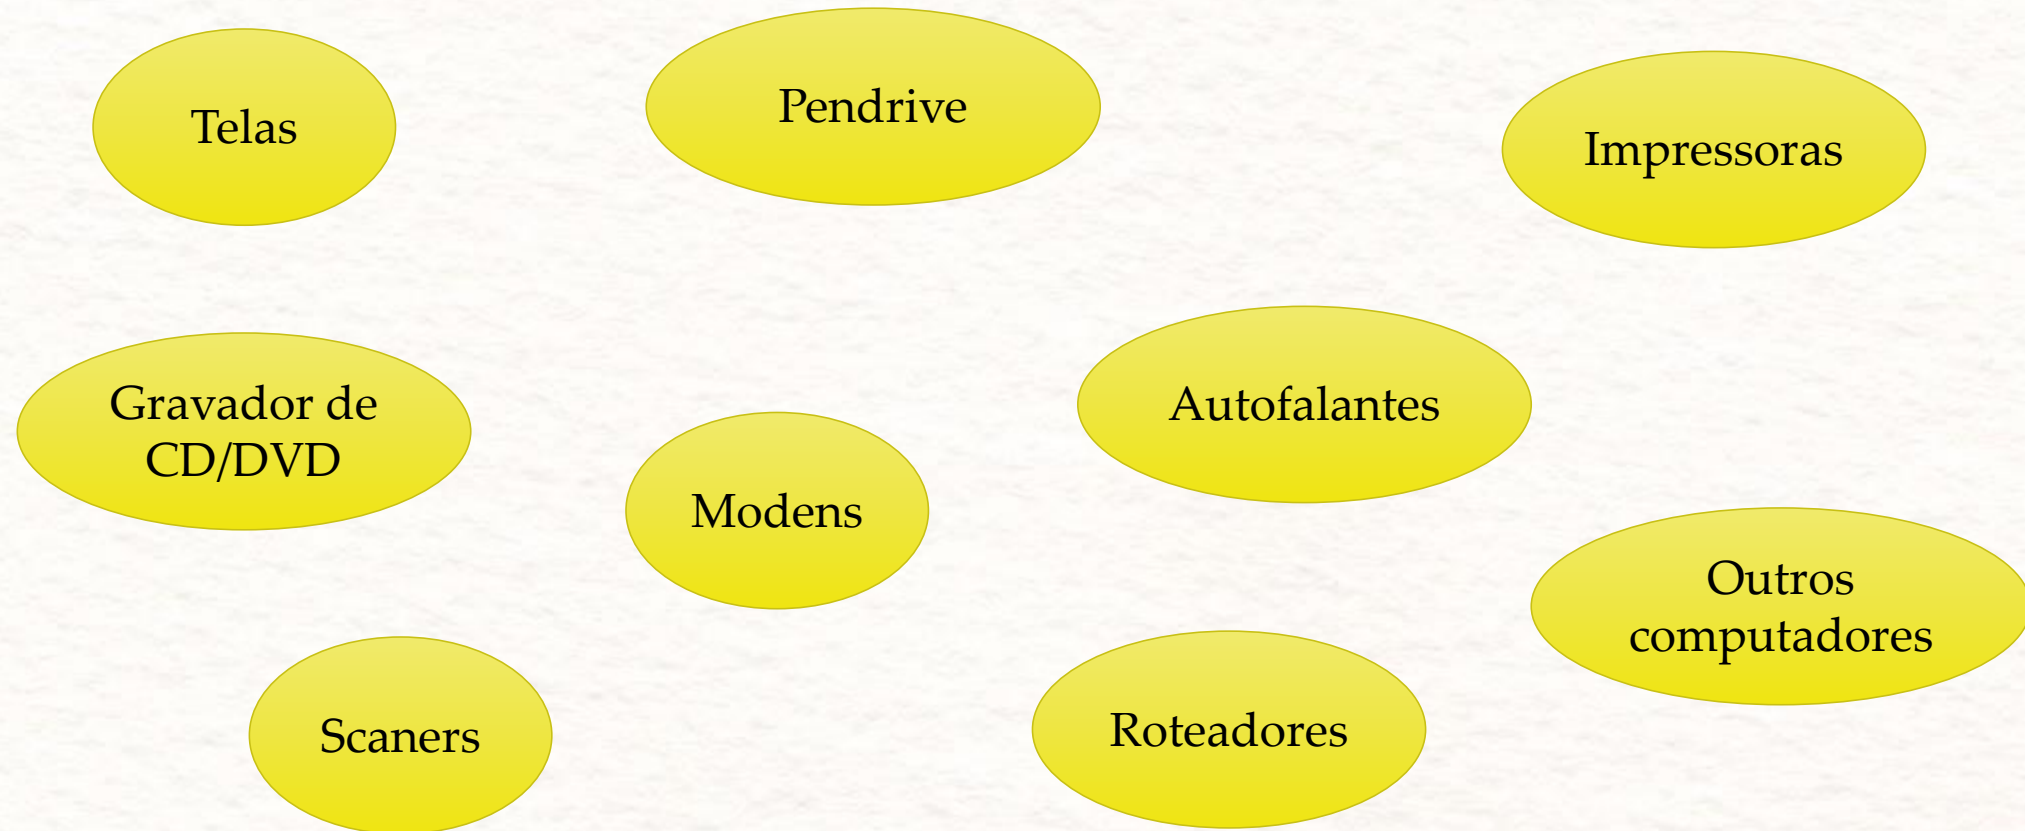 Telas
Pendrive
Impressoras
Gravador de
CD/DVD
Autofalantes
Modens
Outros
computadores
Scaners
Roteadores